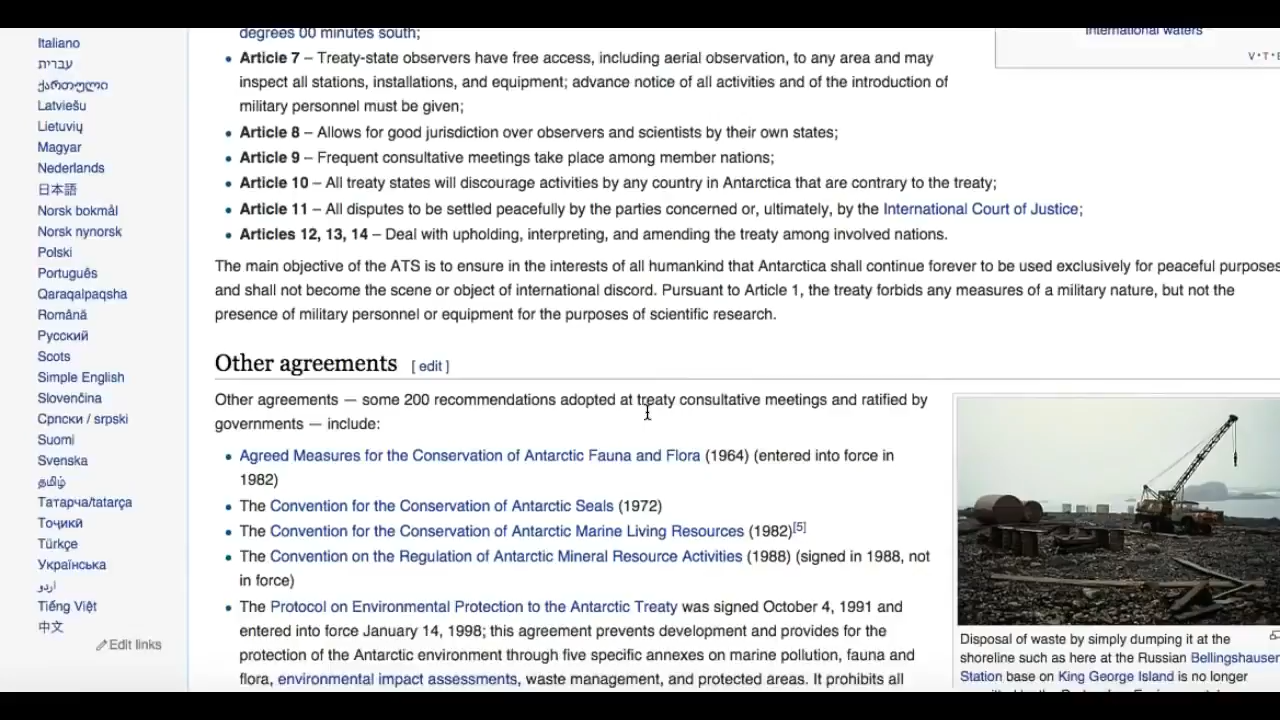 Italiano
עברית
ქართული
Latviešu
Lietuvių
Magyar
Nederlands
日本語
Norsk bokmål
Norsk nynorsk
Polski
Português
Qaraqalpaqsha
Română
Русский
Scots
Simple English
Slovenčina
Српски / srpski
Suomi
Svenska
தமிழ்
Татарча/tatarça
Тоҷикӣ
Türkçe
Українська
اردو
Tiếng Việt
中文
Edit links
degrees 00 minutes south;
• Article 7 – Treaty-state observers have free access, including aerial observation, to any area and may
inspect all stations, installations, and equipment; advance notice of all activities and of the introduction of
military personnel must be given;
• Article 8 – Allows for good jurisdiction over observers and scientists by their own states;
• Article 9 – Frequent consultative meetings take place among member nations;
• Article 10 – All treaty states will discourage activities by any country in Antarctica that are contrary to the treaty;
• Article 11 – All disputes to be settled peacefully by the parties concerned or, ultimately, by the International Court of Justice;
• Articles 12, 13, 14 – Deal with upholding, interpreting, and amending the treaty among involved nations.
The main objective of the ATS is to ensure in the interests of all humankind that Antarctica shall continue forever to be used exclusively for peaceful purposes
and shall not become the scene or object of international discord. Pursuant to Article 1, the treaty forbids any measures of a military nature, but not the
presence of military personnel or equipment for the purposes of scientific research.
Other agreements [ edit ]
Other agreements — some 200 recommendations adopted at treaty consultative meetings and ratified by
governments — include:
• Agreed Measures for the Conservation of Antarctic Fauna and Flora (1964) (entered into force in
1982)
• The Convention for the Conservation of Antarctic Seals (1972)
• The Convention for the Conservation of Antarctic Marine Living Resources (1982)[5]
• The Convention on the Regulation of Antarctic Mineral Resource Activities (1988) (signed in 1988, not
in force)
• The Protocol on Environmental Protection to the Antarctic Treaty was signed October 4, 1991 and
entered into force January 14, 1998; this agreement prevents development and provides for the
protection of the Antarctic environment through five specific annexes on marine pollution, fauna and
flora, environmental impact assessments, waste management, and protected areas. It prohibits all
International waters
V·T·E
Disposal of waste by simply dumping it at the
shoreline such as here at the Russian Bellingshausen
Station base on King George Island is no longer